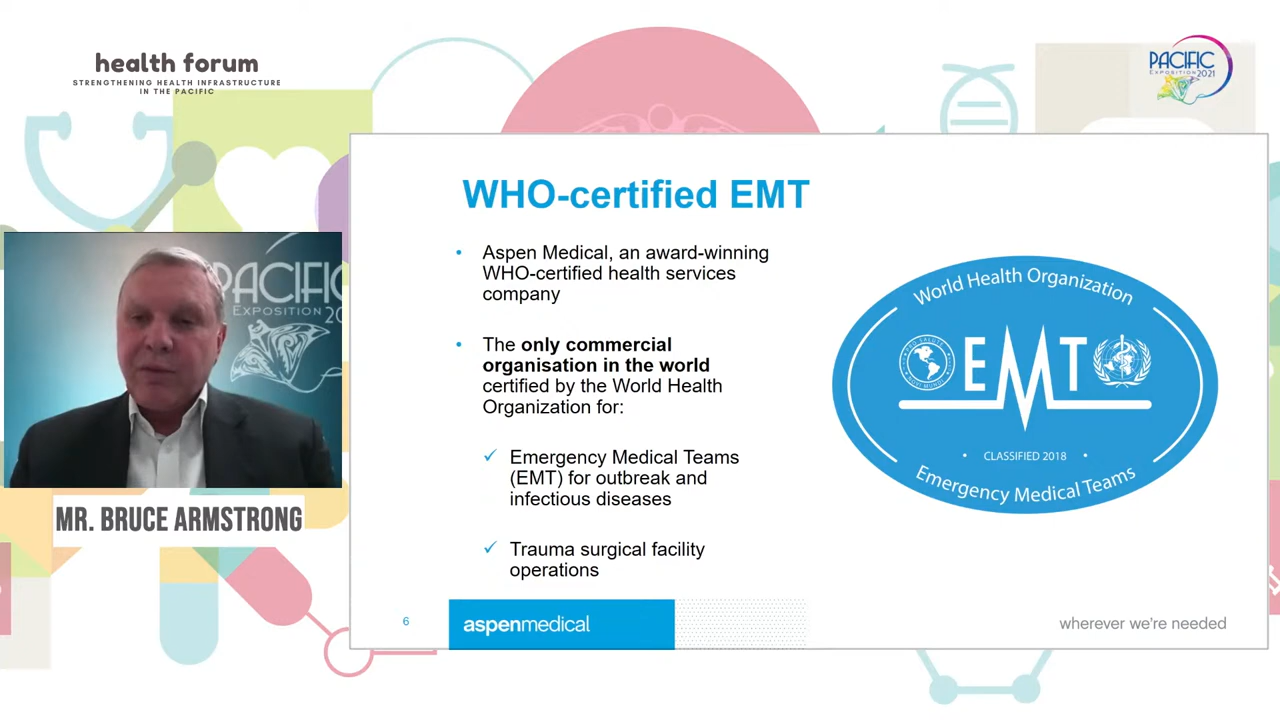 health forum
STRENGTHENING HEALTH INFRASTRUCTURE
IN THE PACIFIC
PACIFIC
EXPOSITION 2021
WHO-certified EMT
• Aspen Medical, an award-winning
WHO-certified health services
company
• The only commercial
organisation in the world
certified by the World Health
Organization for:
✓ Emergency Medical Teams
(EMT) for outbreak and
infectious diseases
✓ Trauma surgical facility
operations
World Health Organization
EMT
• CLASSIFIED 2018 •
Emergency Medical Teams
PACIFIC
EXPOSITION 20
MR. BRUCE ARMSTRONG
6
aspenmedical
wherever we're needed